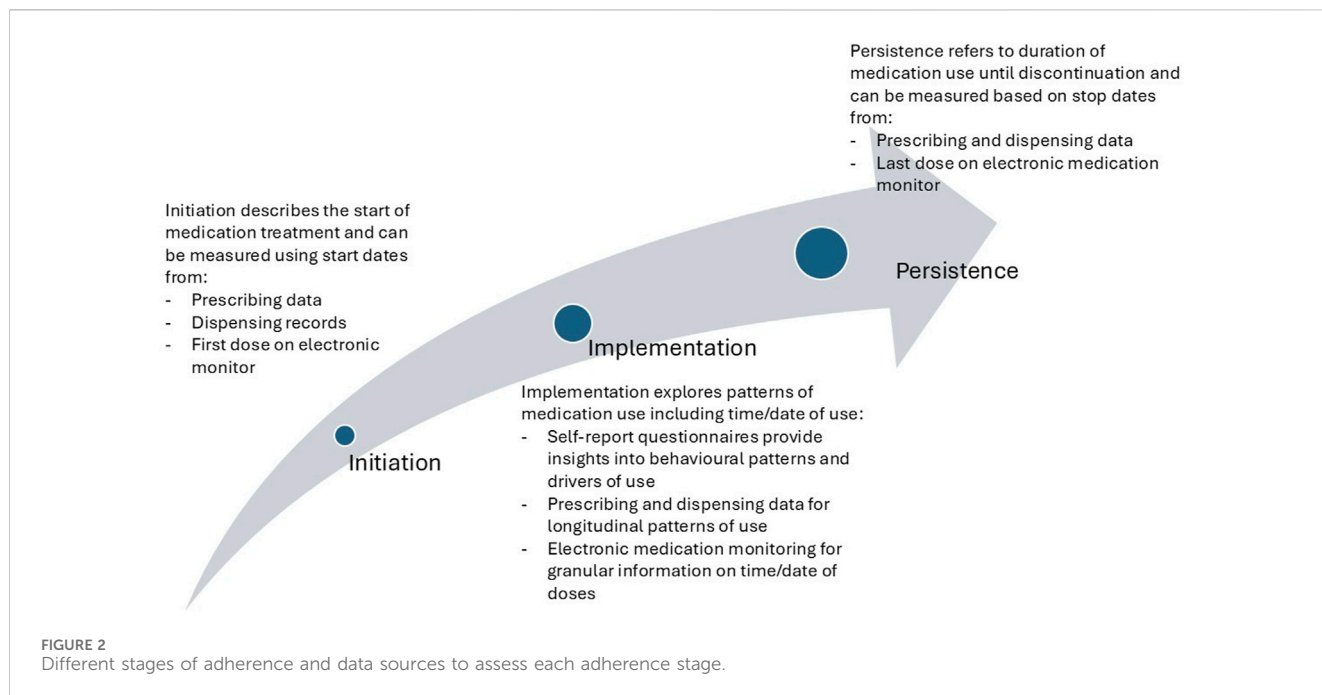 Persistence refers to duration of
medication use until discontinuation and
can be measured based on stop dates
from:
- Prescribing and dispensing data
- Last dose on electronic medication
monitor
Initiation describes the start of
medication treatment and can
be measured using start dates
from:
- Prescribing data
- Dispensing records
- First dose on electronic
monitor
Persistence
Implementation
Implementation explores patterns of
medication use including time/date of use:
- Self-report questionnaires provide
insights into behavioural patterns and
drivers of use
- Prescribing and dispensing data for
longitudinal patterns of use
- Electronic medication monitoring for
granular information on time/date of
doses
Initiation
FIGURE 2
Different stages of adherence and data sources to assess each adherence stage.